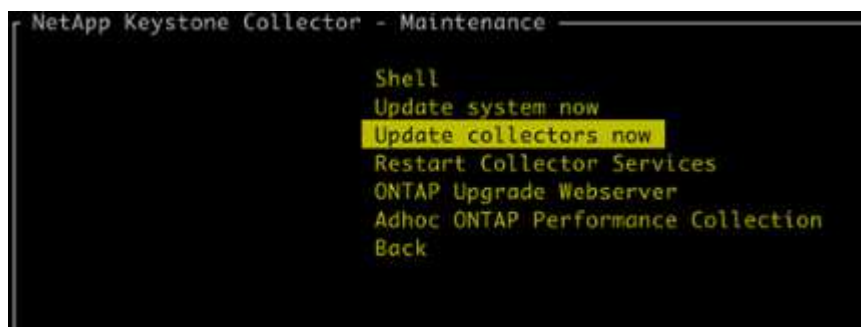 NetApp Keystone Collector - Maintenance
Shell
Update system now
Update collectors now
Restart Collector Services
ONTAP Upgrade Webserver
Adhoc ONTAP Performance Collection
Back